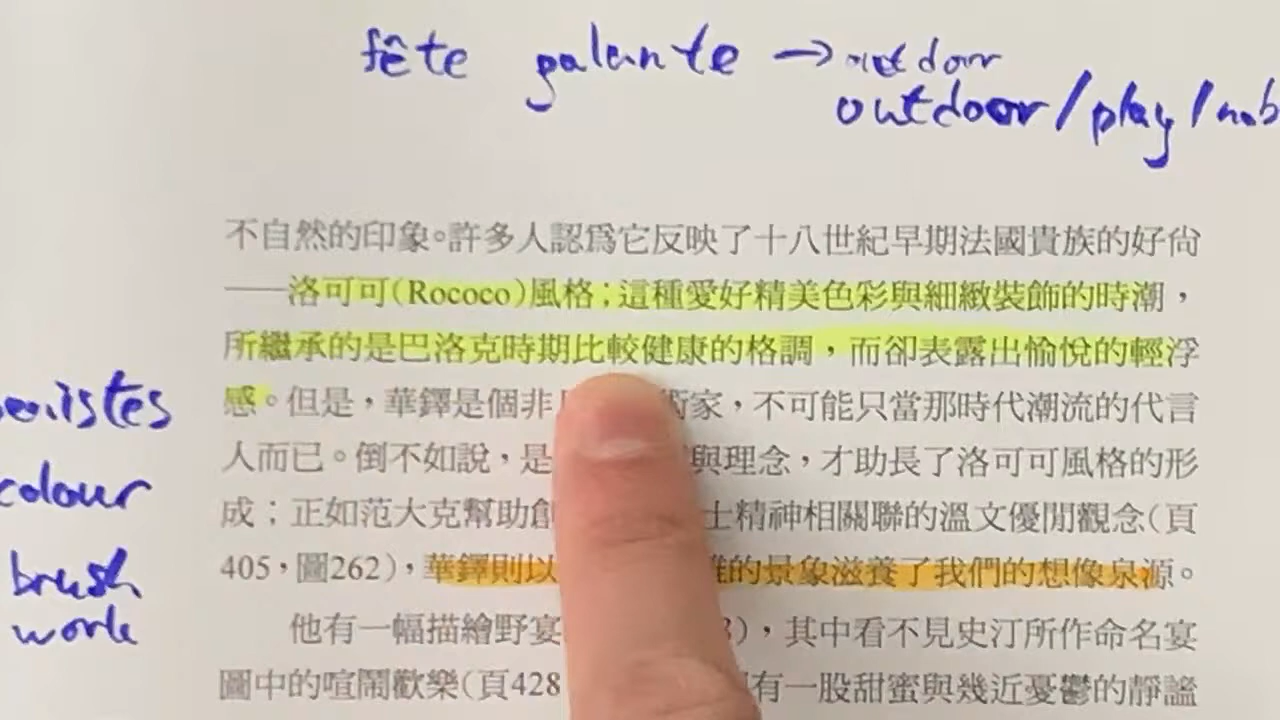 fête galante → outdoor
outdoor/play/nob
不自然的印象。許多人認爲它反映了十八世紀早期法國貴族的好尙
——洛可可(Rococo)風格;這種愛好精美色彩與細緻裝飾的時潮，
所繼承的是巴洛克時期比較健康的格調，而卻表露出愉悅的輕浮
感。但是，華鐸是個非 術家，不可能只當那時代潮流的代言
人而已。倒不如說，是 與理念，才助長了洛可可風格的形
成；正如范大克幫助創 士精神相關聯的溫文優閒觀念(頁
405，圖262)，華鐸則以 的景象滋養了我們的想像泉源。
他有一幅描繪野宴 )，其中看不見史汀所作命名宴
圖中的喧鬧歡樂(頁428 有一股甜蜜與幾近憂鬱的靜謐
colour
brush
work